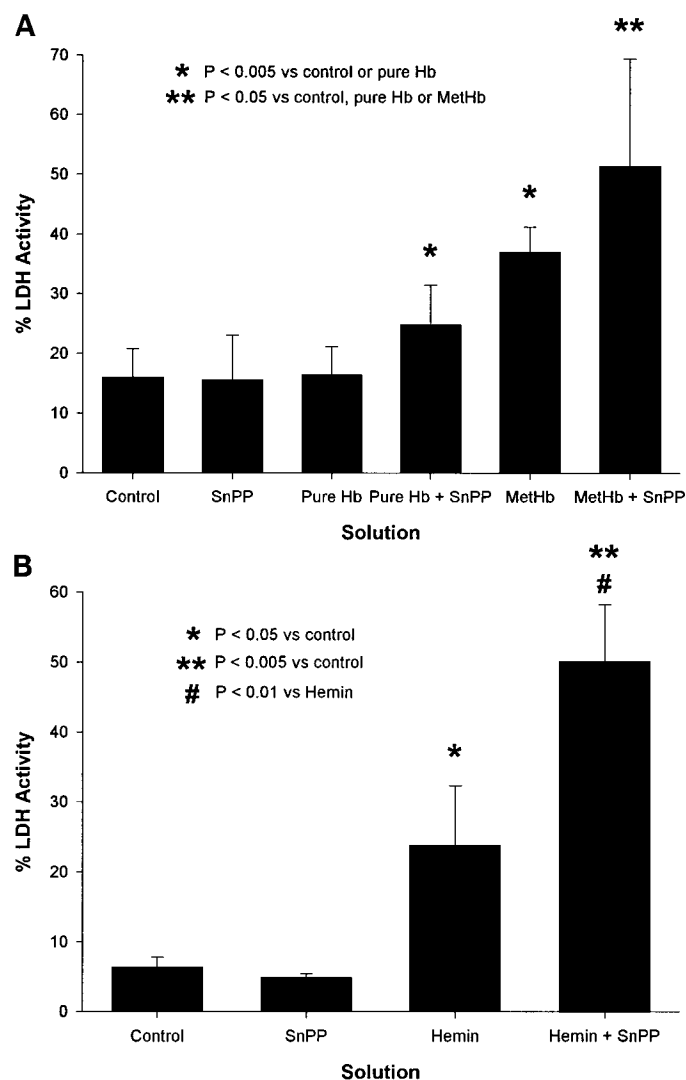 A
**
* P < 0.005 vs control or pure Hb
** P < 0.05 vs control, pure Hb or MetHb
*
*
% LDH Activity
70
60
50
40
30
20
10
0
Control SnPP Pure Hb Pure Hb + SnPP MetHb MetHb + SnPP
Solution
B
**
#
* P < 0.05 vs control
** P < 0.005 vs control
# P < 0.01 vs Hemin
*
% LDH Activity
60
50
40
30
20
10
0
Control SnPP Hemin Hemin + SnPP
Solution